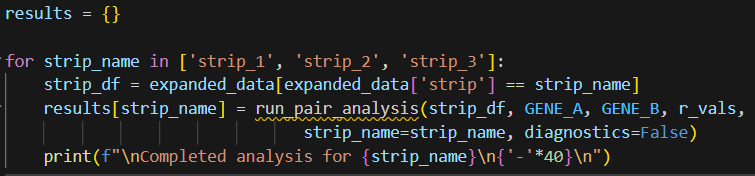 results = {}
for strip_name in ['strip_1', 'strip_2', 'strip_3']:
    strip_df = expanded_data[expanded_data['strip'] == strip_name]
    results[strip_name] = run_pair_analysis(strip_df, GENE_A, GENE_B, r_vals,
                                strip_name=strip_name, diagnostics=False)
    print(f"\nCompleted analysis for {strip_name}\n{'-'*40}\n")